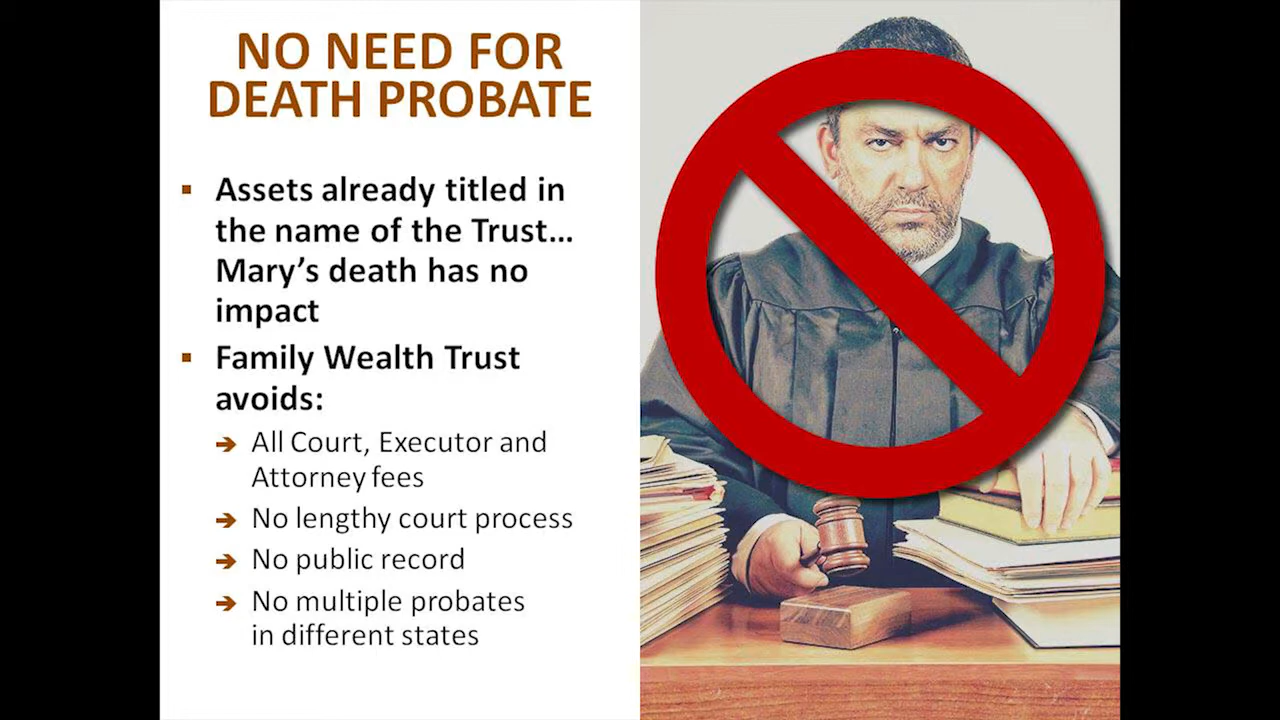 NO NEED FOR
DEATH PROBATE
▪ Assets already titled in
the name of the Trust...
Mary's death has no
impact
▪ Family Wealth Trust
avoids:
➔ All Court, Executor and
Attorney fees
➔ No lengthy court process
➔ No public record
➔ No multiple probates
in different states